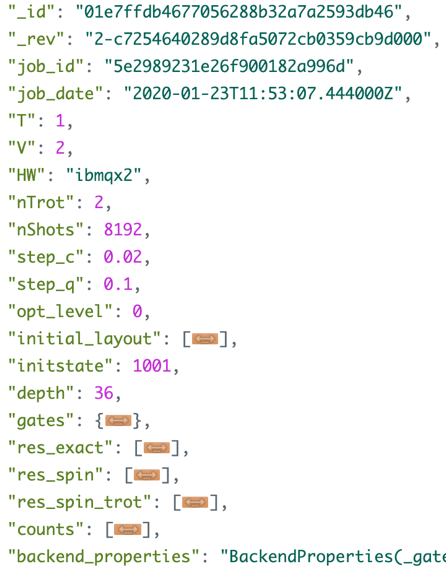 "_id": "01e7ffdb4677056288b32a7a2593db46",
"_rev": "2-c7254640289d8fa5072cb0359cb9d000",
"job_id": "5e2989231e26f900182a996d",
"job_date": "2020-01-23T11:53:07.444000Z",
"T": 1,
"V": 2,
"HW": "ibmqx2",
"nTrot": 2,
"nShots": 8192,
"step_c": 0.02,
"step_q": 0.1,
"opt_level": 0,
"initial_layout": [↔],
"initstate": 1001,
"depth": 36,
"gates": {↔},
"res_exact": [↔],
"res_spin": [↔],
"res_spin_trot": [↔],
"counts": [↔],
"backend_properties": "BackendProperties(_gate